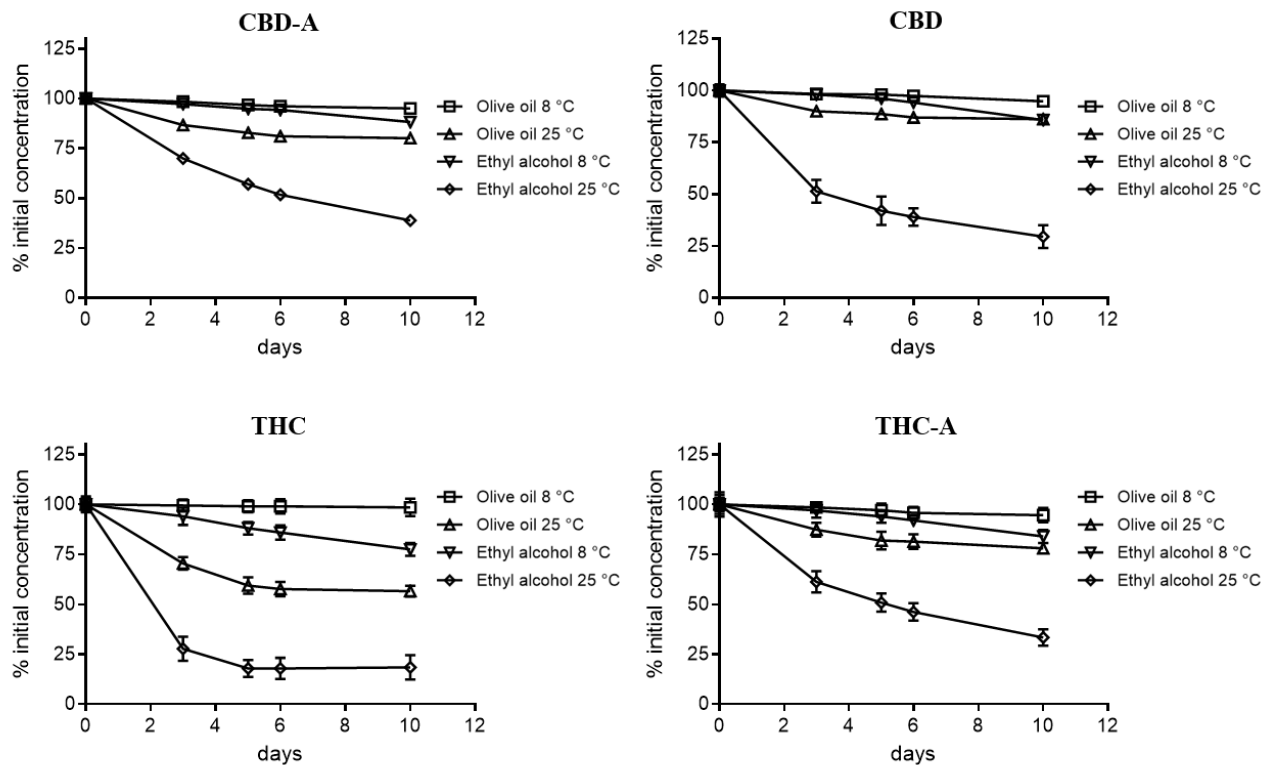 CBD-A
% initial concentration
125
100
75
50
25
0
0 2 4 6 8 10 12
days
Olive oil 8 °C
Olive oil 25 °C
Ethyl alcohol 8 °C
Ethyl alcohol 25 °C
CBD
% initial concentration
125
100
75
50
25
0
0 2 4 6 8 10 12
days
Olive oil 8 °C
Olive oil 25 °C
Ethyl alcohol 8 °C
Ethyl alcohol 25 °C
THC
% initial concentration
125
100
75
50
25
0
0 2 4 6 8 10 12
days
Olive oil 8 °C
Olive oil 25 °C
Ethyl alcohol 8 °C
Ethyl alcohol 25 °C
THC-A
% initial concentration
125
100
75
50
25
0
0 2 4 6 8 10 12
days
Olive oil 8 °C
Olive oil 25 °C
Ethyl alcohol 8 °C
Ethyl alcohol 25 °C